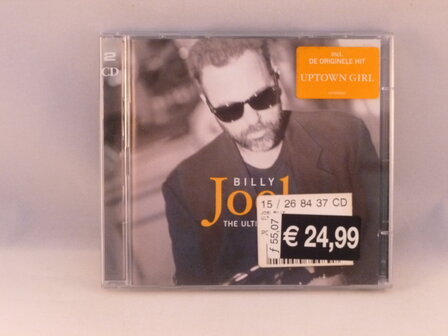 2
CD
incl.
DE ORIGINELE HIT
UPTOWN GIRL
BILLY
Joel
THE ULTI
15 / 26 84 37 CD
ƒ 55,07
€ 24,99